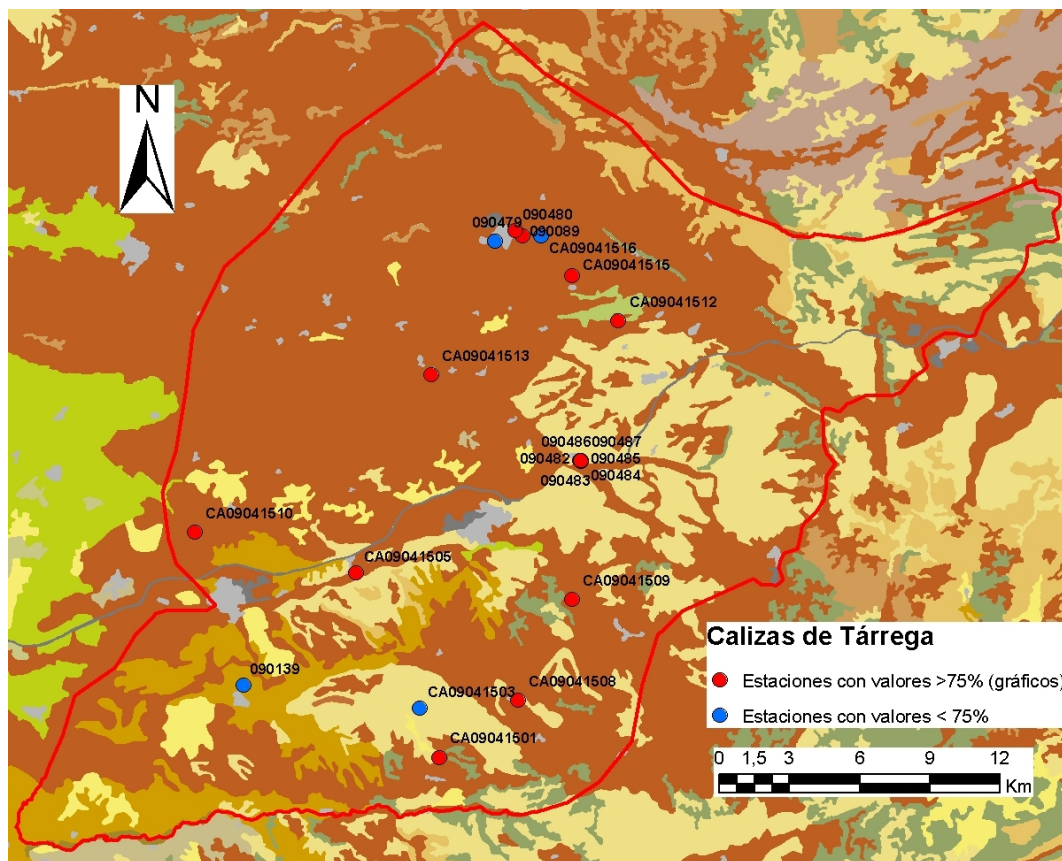 N
090479 090480
090089
CA09041516
CA09041515
CA09041512
CA09041513
090486 090487
090482 090485
090483 090484
CA09041510
CA09041505
CA09041509
090139
CA09041503 CA09041508
CA09041501
Calizas de Tárrega
Estaciones con valores >75% (gráficos)
Estaciones con valores < 75%
0 1,5 3 6 9 12
Km